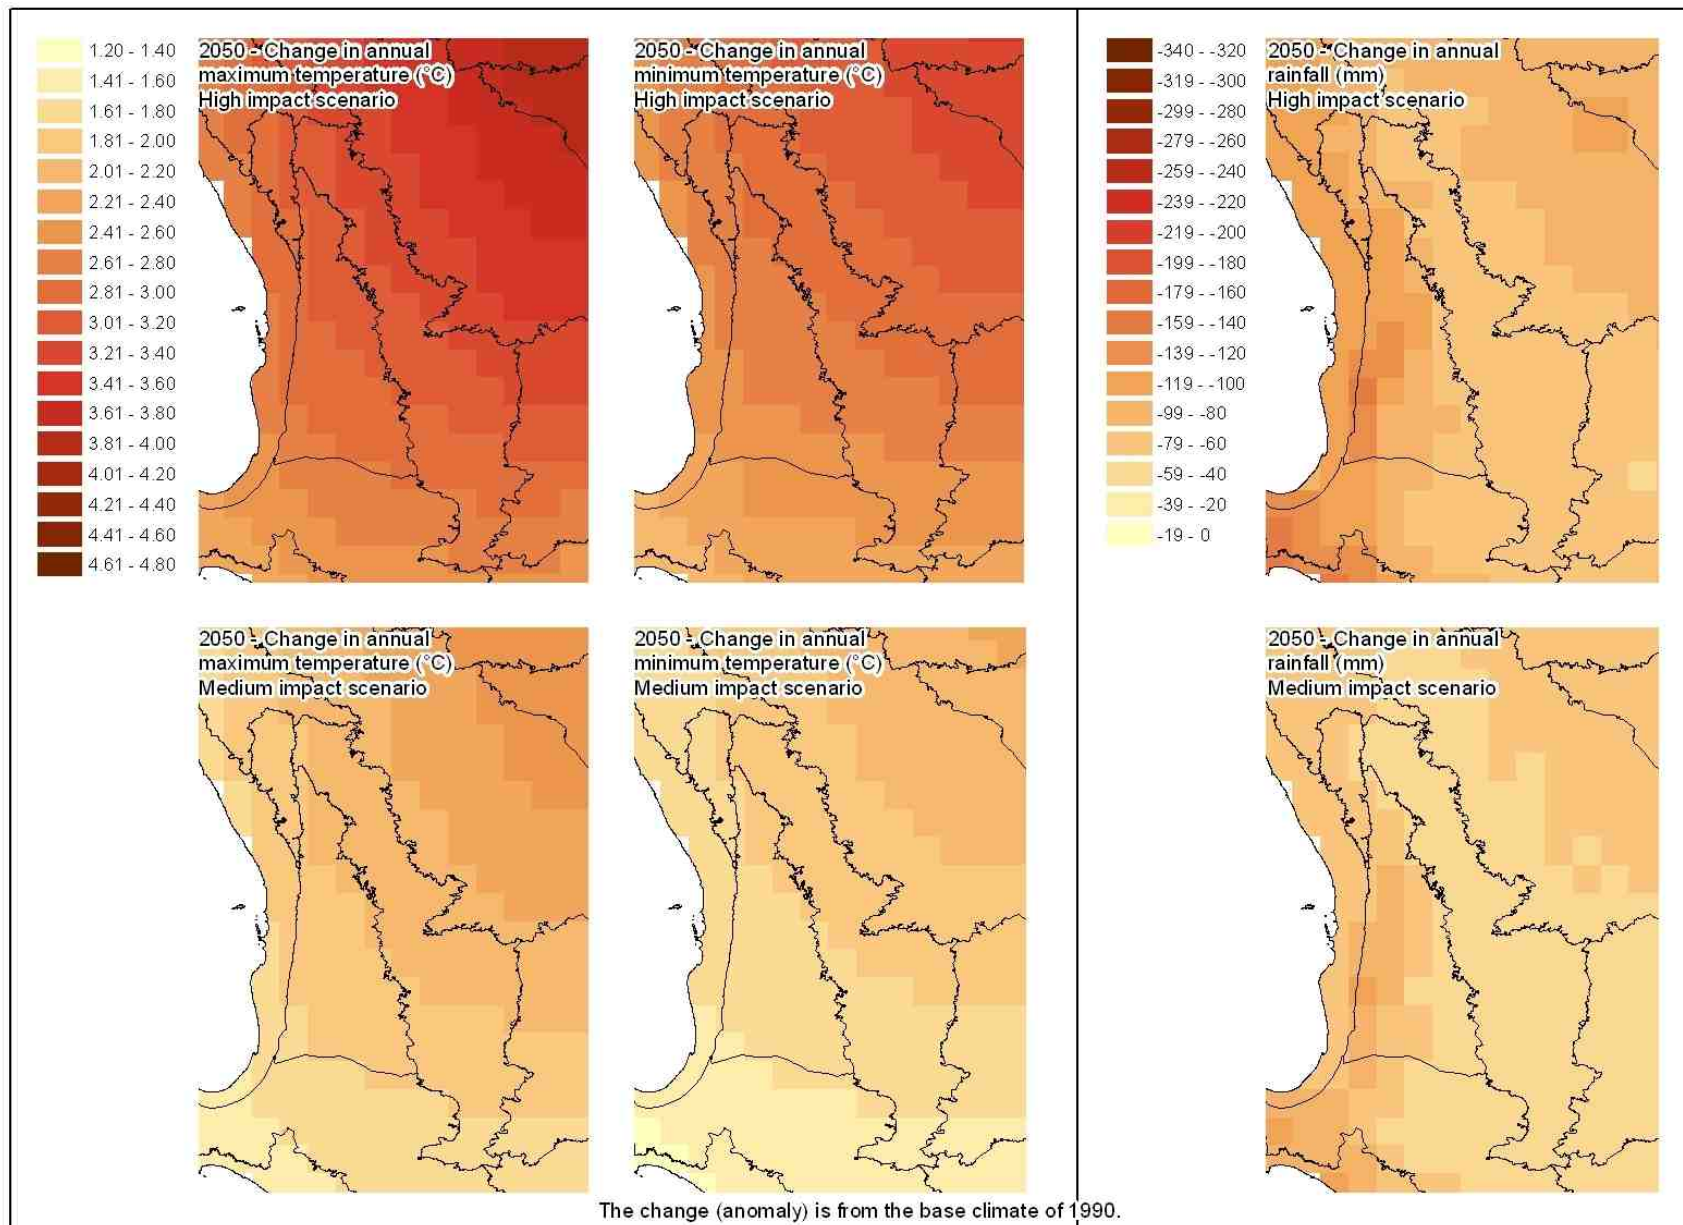 1.20 - 1.40
1.41 - 1.60
1.61 - 1.80
1.81 - 2.00
2.01 - 2.20
2.21 - 2.40
2.41 - 2.60
2.61 - 2.80
2.81 - 3.00
3.01 - 3.20
3.21 - 3.40
3.41 - 3.60
3.61 - 3.80
3.81 - 4.00
4.01 - 4.20
4.21 - 4.40
4.41 - 4.60
4.61 - 4.80
2050 - Change in annual
maximum temperature (°C)
High impact scenario
2050 - Change in annual
minimum temperature (°C)
High impact scenario
-340 - -320
-319 - -300
-299 - -280
-279 - -260
-259 - -240
-239 - -220
-219 - -200
-199 - -180
-179 - -160
-159 - -140
-139 - -120
-119 - -100
-99 - -80
-79 - -60
-59 - -40
-39 - -20
-19 - 0
2050 - Change in annual
rainfall (mm)
High impact scenario
2050 - Change in annual
maximum temperature (°C)
Medium impact scenario
2050 - Change in annual
minimum temperature (°C)
Medium impact scenario
2050 - Change in annual
rainfall (mm)
Medium impact scenario
The change (anomaly) is from the base climate of 1990.